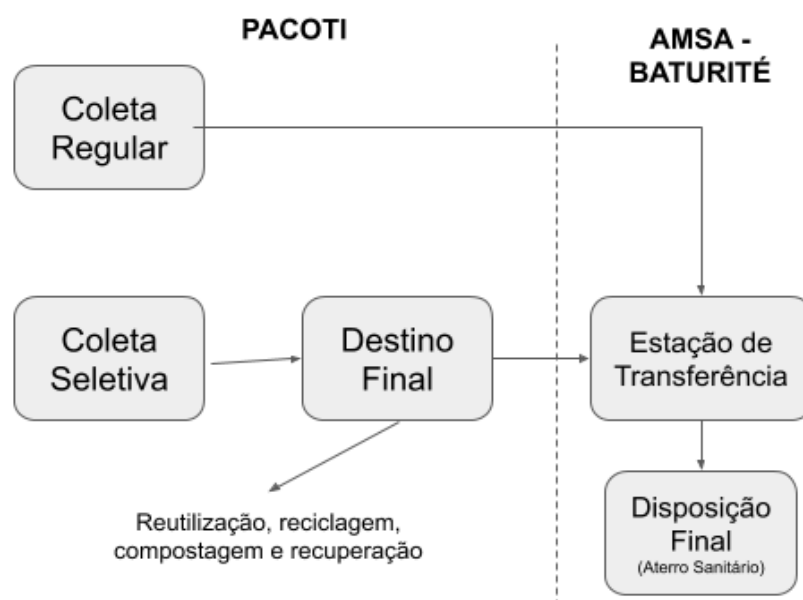 PACOTI
AMSA -
BATURITÉ
Coleta
Regular
Coleta
Seletiva
Destino
Final
Estação de
Transferência
Reutilização, reciclagem,
compostagem e recuperação
Disposição
Final
(Aterro Sanitário)